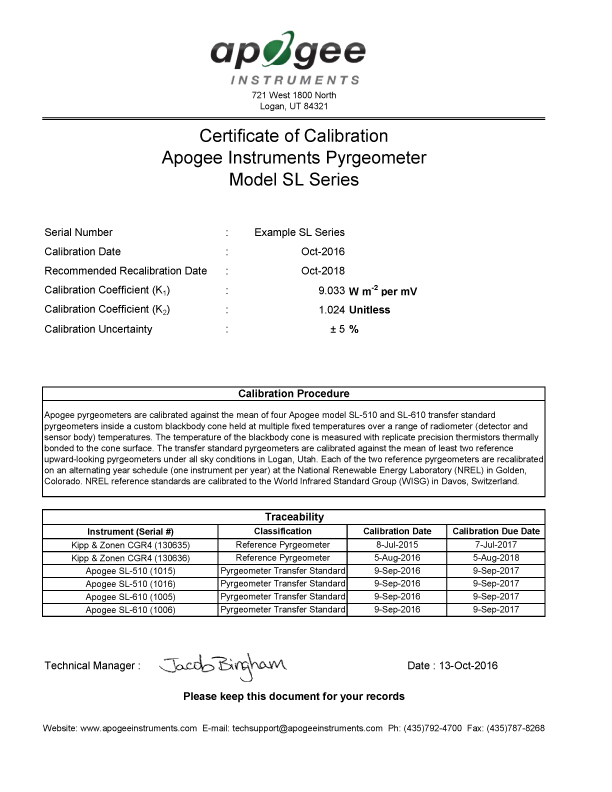 apogee
INSTRUMENTS
721 West 1800 North
Logan, UT 84321
Certificate of Calibration
Apogee Instruments Pyrgeometer
Model SL Series
Serial Number : Example SL Series
Calibration Date : Oct-2016
Recommended Recalibration Date : Oct-2018
Calibration Coefficient (K₁) : 9.033 W m⁻² per mV
Calibration Coefficient (K₂) : 1.024 Unitless
Calibration Uncertainty : ± 5 %
Calibration Procedure
Apogee pyrgeometers are calibrated against the mean of four Apogee model SL-510 and SL-610 transfer standard
pyrgeometers inside a custom blackbody cone held at multiple fixed temperatures over a range of radiometer (detector and
sensor body) temperatures. The temperature of the blackbody cone is measured with replicate precision thermistors thermally
bonded to the cone surface. The transfer standard pyrgeometers are calibrated against the mean of least two reference
upward-looking pyrgeometers under all sky conditions in Logan, Utah. Each of the two reference pyrgeometers are recalibrated
on an alternating year schedule (one instrument per year) at the National Renewable Energy Laboratory (NREL) in Golden,
Colorado. NREL reference standards are calibrated to the World Infrared Standard Group (WISG) in Davos, Switzerland.
Traceability
Instrument (Serial #) Classification Calibration Date Calibration Due Date
Kipp & Zonen CGR4 (130635) Reference Pyrgeometer 8-Jul-2015 7-Jul-2017
Kipp & Zonen CGR4 (130636) Reference Pyrgeometer 5-Aug-2016 5-Aug-2018
Apogee SL-510 (1015) Pyrgeometer Transfer Standard 9-Sep-2016 9-Sep-2017
Apogee SL-510 (1016) Pyrgeometer Transfer Standard 9-Sep-2016 9-Sep-2017
Apogee SL-610 (1005) Pyrgeometer Transfer Standard 9-Sep-2016 9-Sep-2017
Apogee SL-610 (1006) Pyrgeometer Transfer Standard 9-Sep-2016 9-Sep-2017
Technical Manager : Jacob Bingham Date : 13-Oct-2016
Please keep this document for your records
Website: www.apogeeinstruments.com E-mail: techsupport@apogeeinstruments.com Ph: (435)792-4700 Fax: (435)787-8268